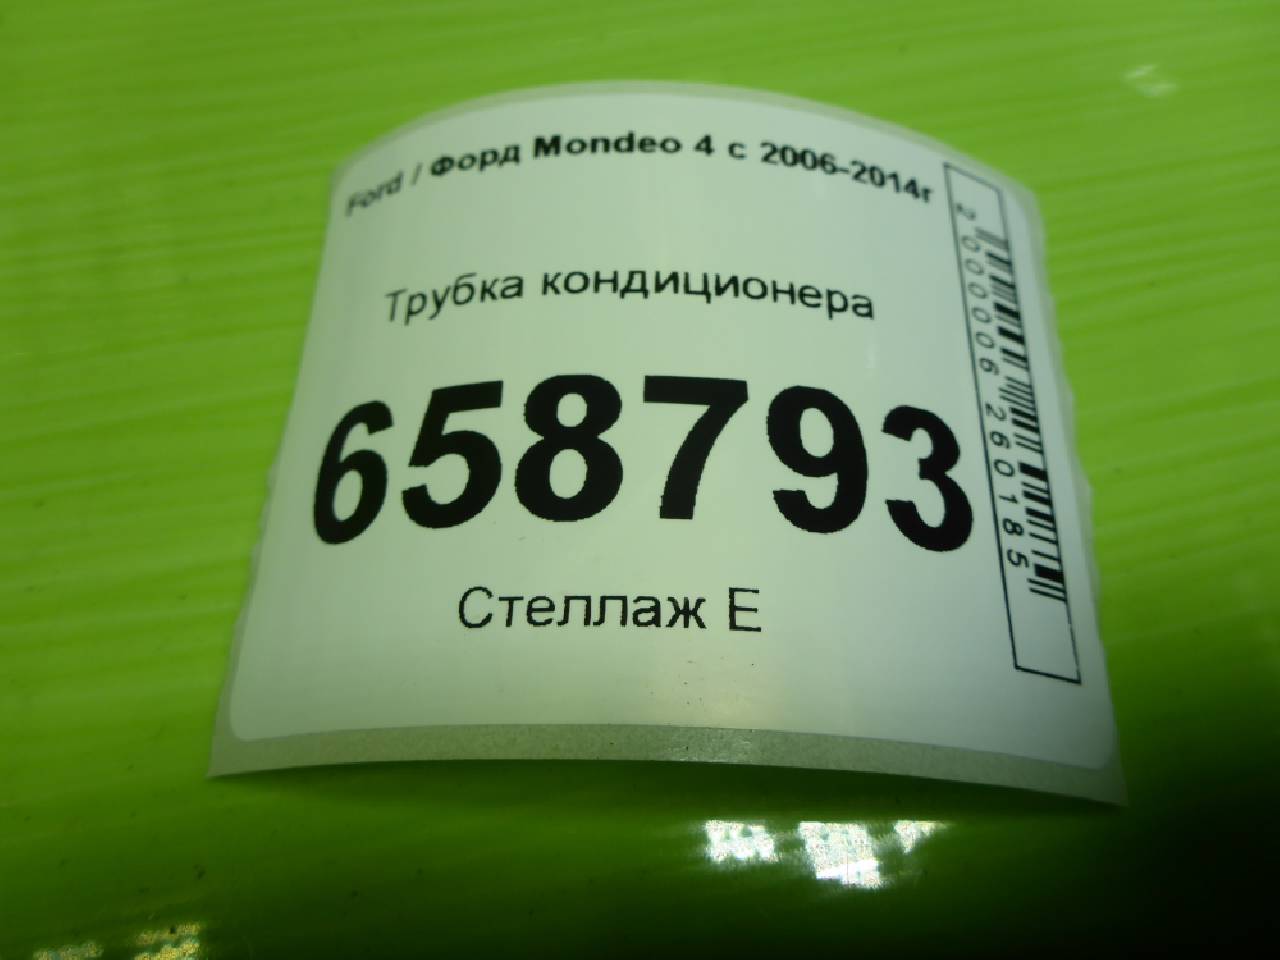 Ford / Форд Mondeo 4 с 2006-2014г
Трубка кондиционера
658793
Стеллаж Е
2000006260185